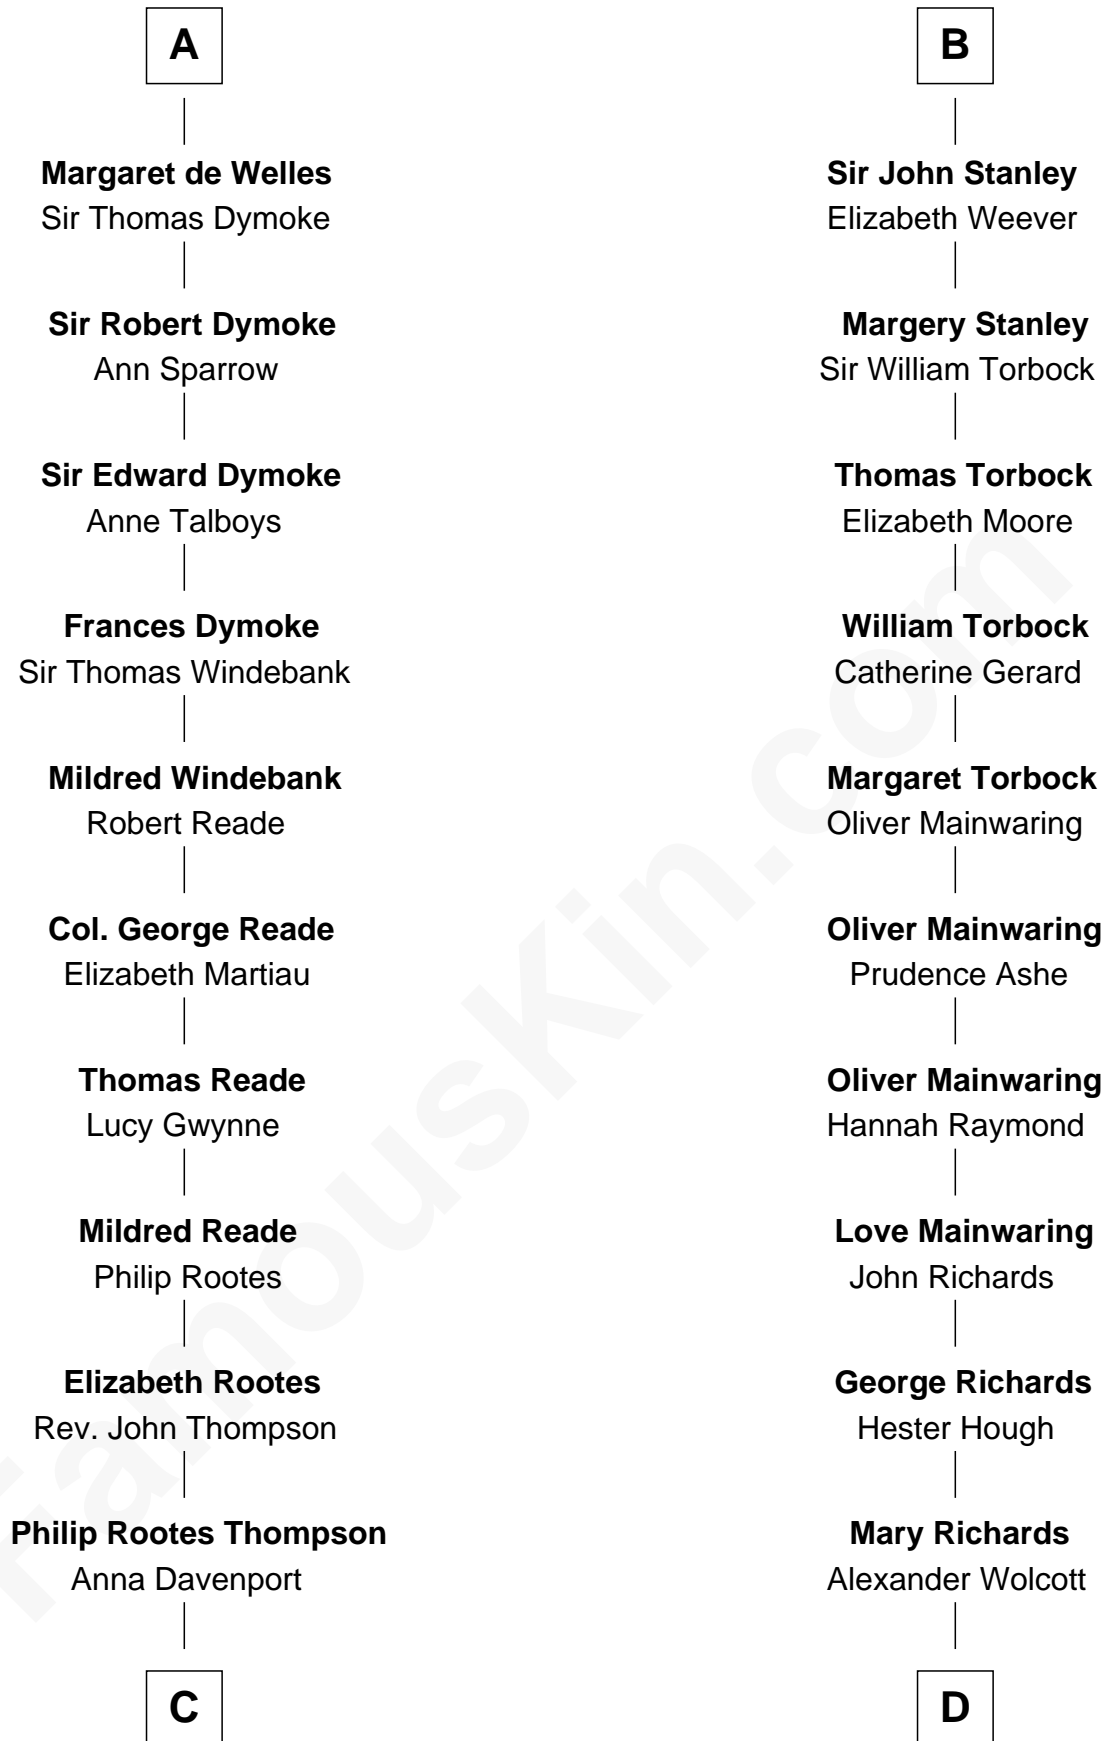 A
Margaret de Welles
Sir Thomas Dymoke
Sir Robert Dymoke
Ann Sparrow
Sir Edward Dymoke
Anne Talboys
Frances Dymoke
Sir Thomas Windebank
Mildred Windebank
Robert Reade
Col. George Reade
Elizabeth Martiau
Thomas Reade
Lucy Gwynne
Mildred Reade
Philip Rootes
Elizabeth Rootes
Rev. John Thompson
Philip Rootes Thompson
Anna Davenport
C
B
Sir John Stanley
Elizabeth Weever
Margery Stanley
Sir William Torbock
Thomas Torbock
Elizabeth Moore
William Torbock
Catherine Gerard
Margaret Torbock
Oliver Mainwaring
Oliver Mainwaring
Prudence Ashe
Oliver Mainwaring
Hannah Raymond
Love Mainwaring
John Richards
George Richards
Hester Hough
Mary Richards
Alexander Wolcott
D
FamousKin.com